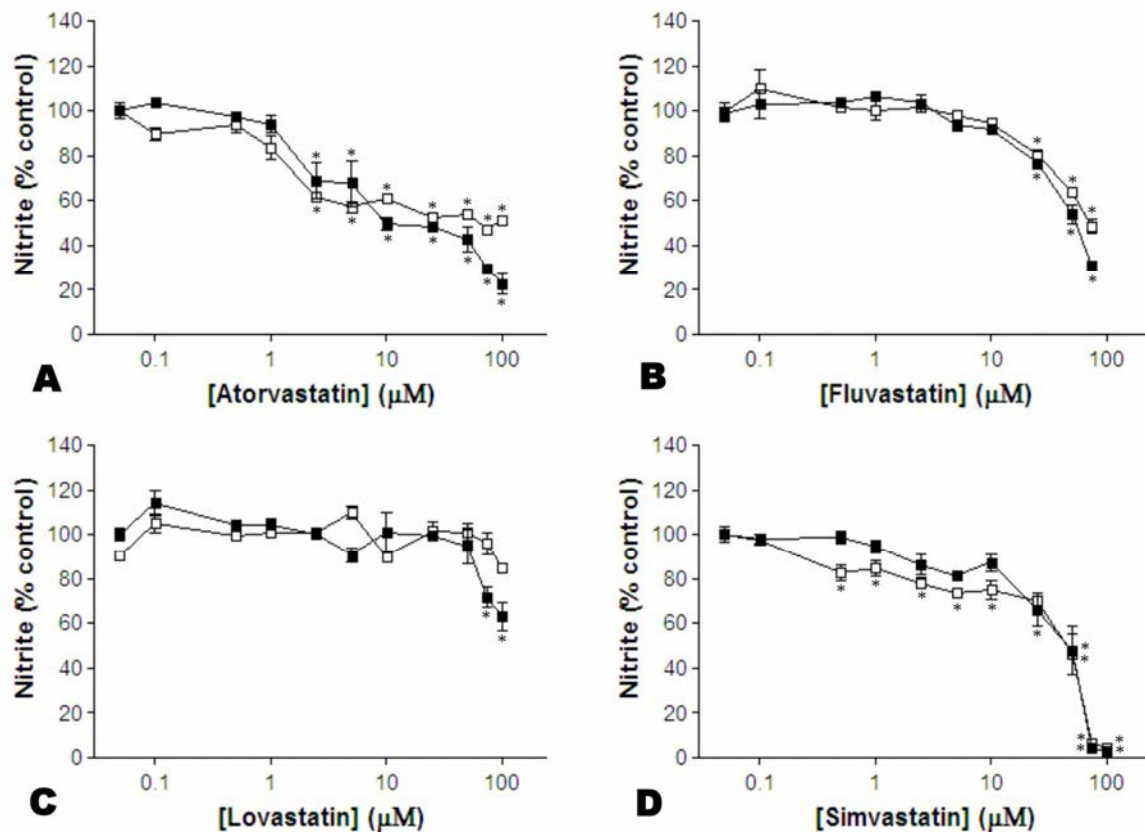 140
120
100
80
60
40
20
0
Nitrite (% control)
0.1 1 10 100
[Atorvastatin] (µM)
A
140
120
100
80
60
40
20
0
Nitrite (% control)
0.1 1 10 100
[Fluvastatin] (µM)
B
140
120
100
80
60
40
20
0
Nitrite (% control)
0.1 1 10 100
[Lovastatin] (µM)
C
140
120
100
80
60
40
20
0
Nitrite (% control)
0.1 1 10 100
[Simvastatin] (µM)
D